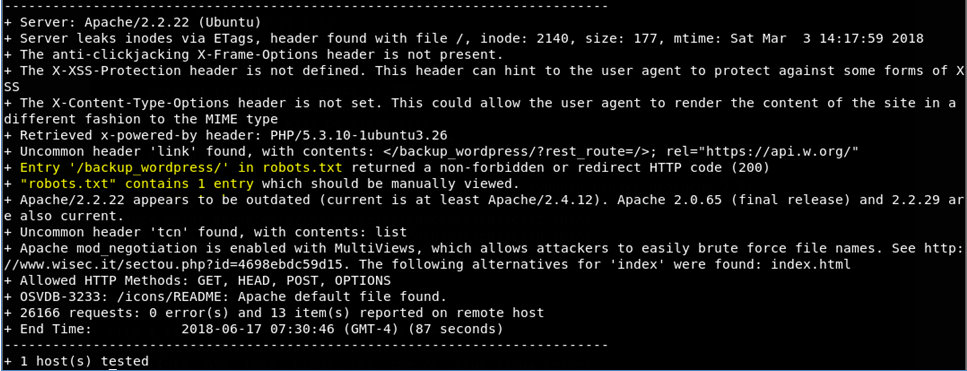 ---------------------------------------------------------------------------
+ Server: Apache/2.2.22 (Ubuntu)
+ Server leaks inodes via ETags, header found with file /, inode: 2140, size: 177, mtime: Sat Mar  3 14:17:59 2018
+ The anti-clickjacking X-Frame-Options header is not present.
+ The X-XSS-Protection header is not defined. This header can hint to the user agent to protect against some forms of X
SS
+ The X-Content-Type-Options header is not set. This could allow the user agent to render the content of the site in a
different fashion to the MIME type
+ Retrieved x-powered-by header: PHP/5.3.10-1ubuntu3.26
+ Uncommon header 'link' found, with contents: </backup_wordpress/?rest_route=/>; rel="https://api.w.org/"
+ Entry '/backup_wordpress/' in robots.txt returned a non-forbidden or redirect HTTP code (200)
+ "robots.txt" contains 1 entry which should be manually viewed.
+ Apache/2.2.22 appears to be outdated (current is at least Apache/2.4.12). Apache 2.0.65 (final release) and 2.2.29 ar
e also current.
+ Uncommon header 'tcn' found, with contents: list
+ Apache mod_negotiation is enabled with MultiViews, which allows attackers to easily brute force file names. See http:
//www.wisec.it/sectou.php?id=4698ebdc59d15. The following alternatives for 'index' were found: index.html
+ Allowed HTTP Methods: GET, HEAD, POST, OPTIONS
+ OSVDB-3233: /icons/README: Apache default file found.
+ 26166 requests: 0 error(s) and 13 item(s) reported on remote host
+ End Time:           2018-06-17 07:30:46 (GMT-4) (87 seconds)
---------------------------------------------------------------------------
+ 1 host(s) tested